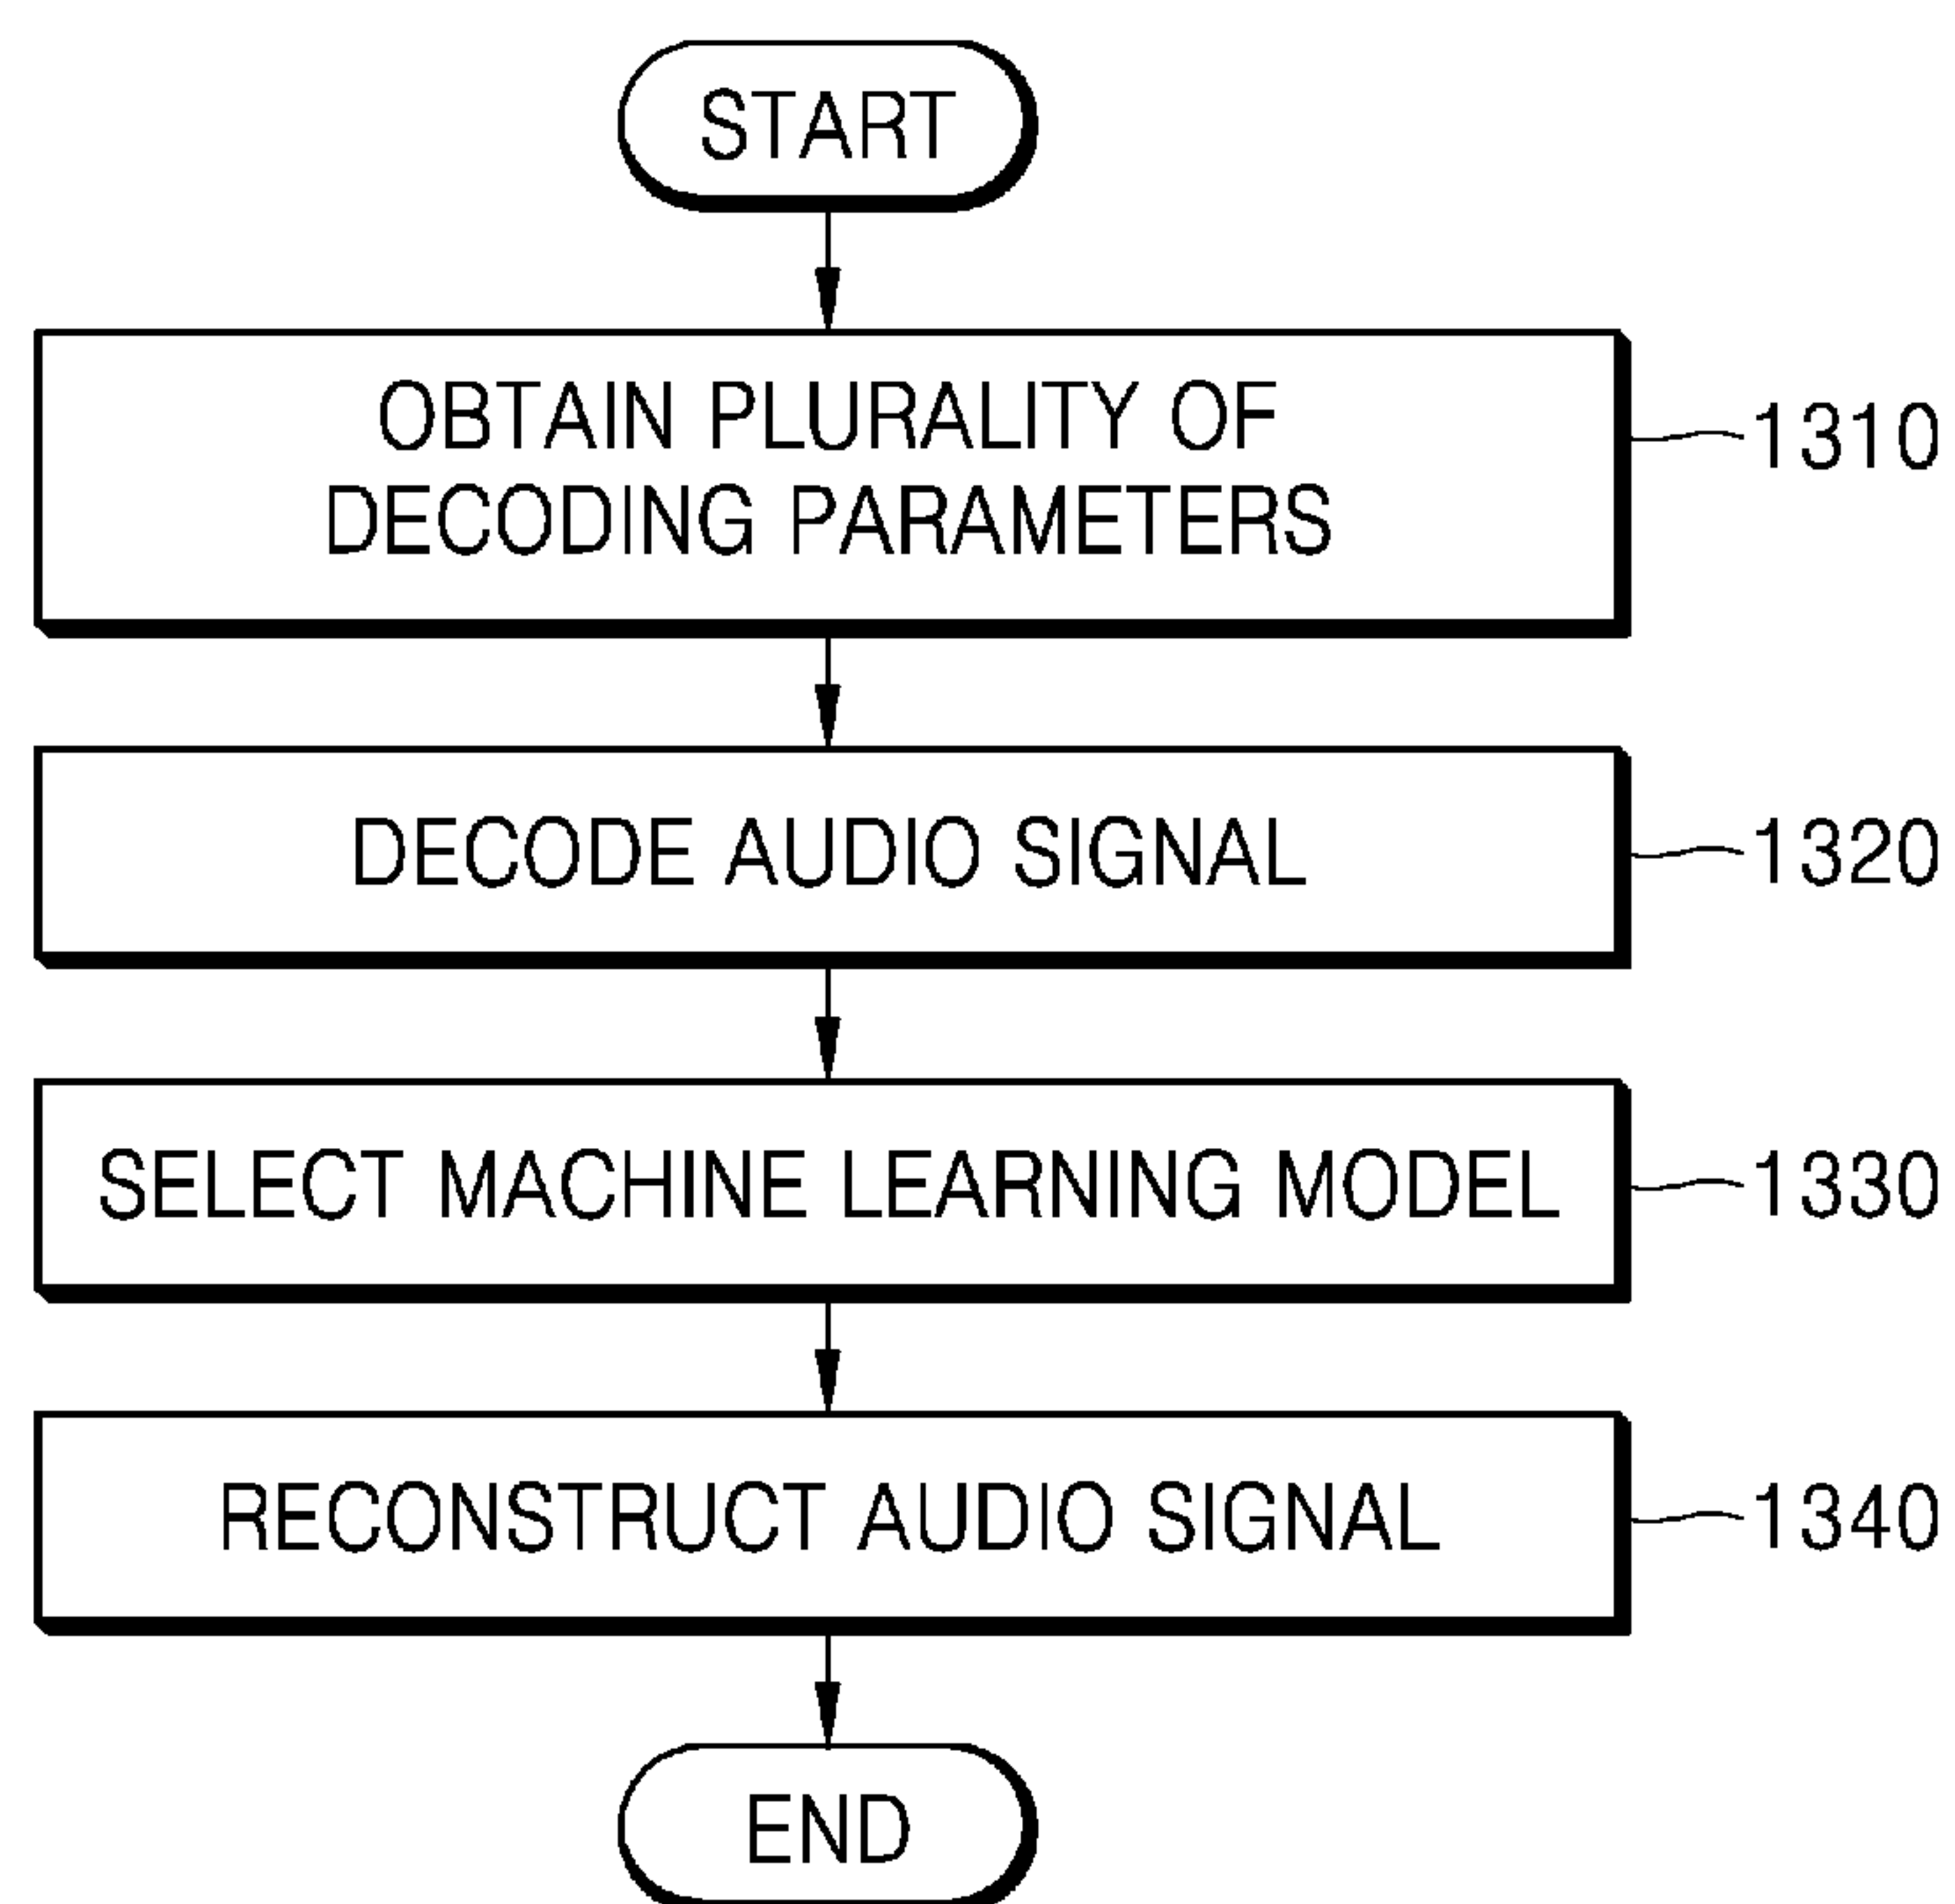 START
OBTAIN PLURALITY OF
DECODING PARAMETERS
1310
DECODE AUDIO SIGNAL
1320
SELECT MACHINE LEARNING MODEL
1330
RECONSTRUCT AUDIO SIGNAL
1340
END